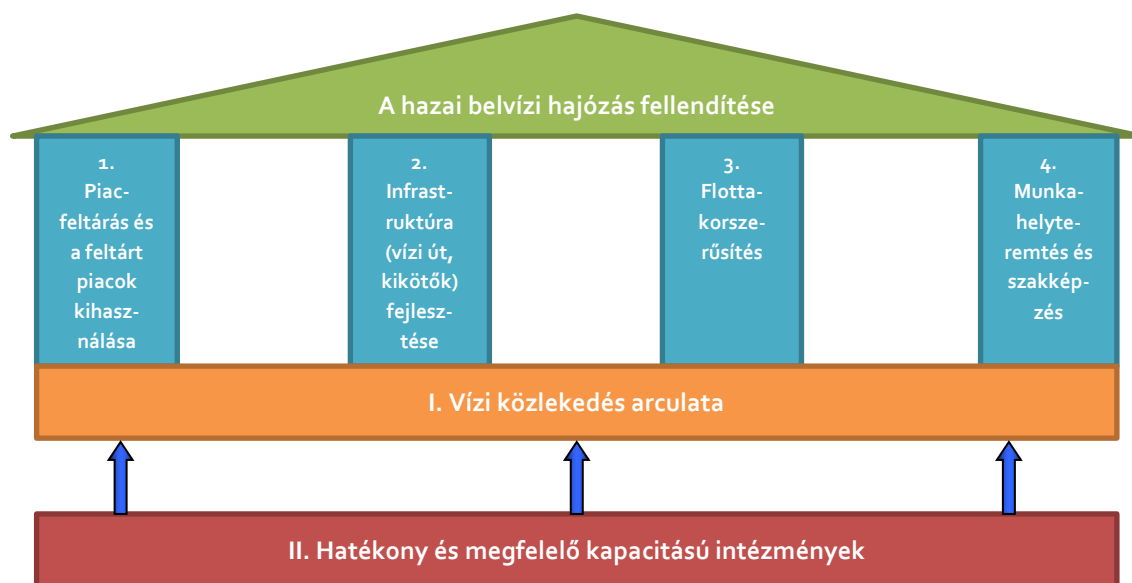 A hazai belvízi hajózás fellendítése
1.
Piac-
feltárás és
a feltárt
piacok
kihasz-
nálása
2.
Infrast-
ruktúra
(vízi út,
kikötők)
fejlesz-
tése
3.
Flotta-
korsze-
rűsítés
4.
Munka-
helyte-
remtés és
szakkép-
zés
I. Vízi közlekedés arculata
II. Hatékony és megfelelő kapacitású intézmények